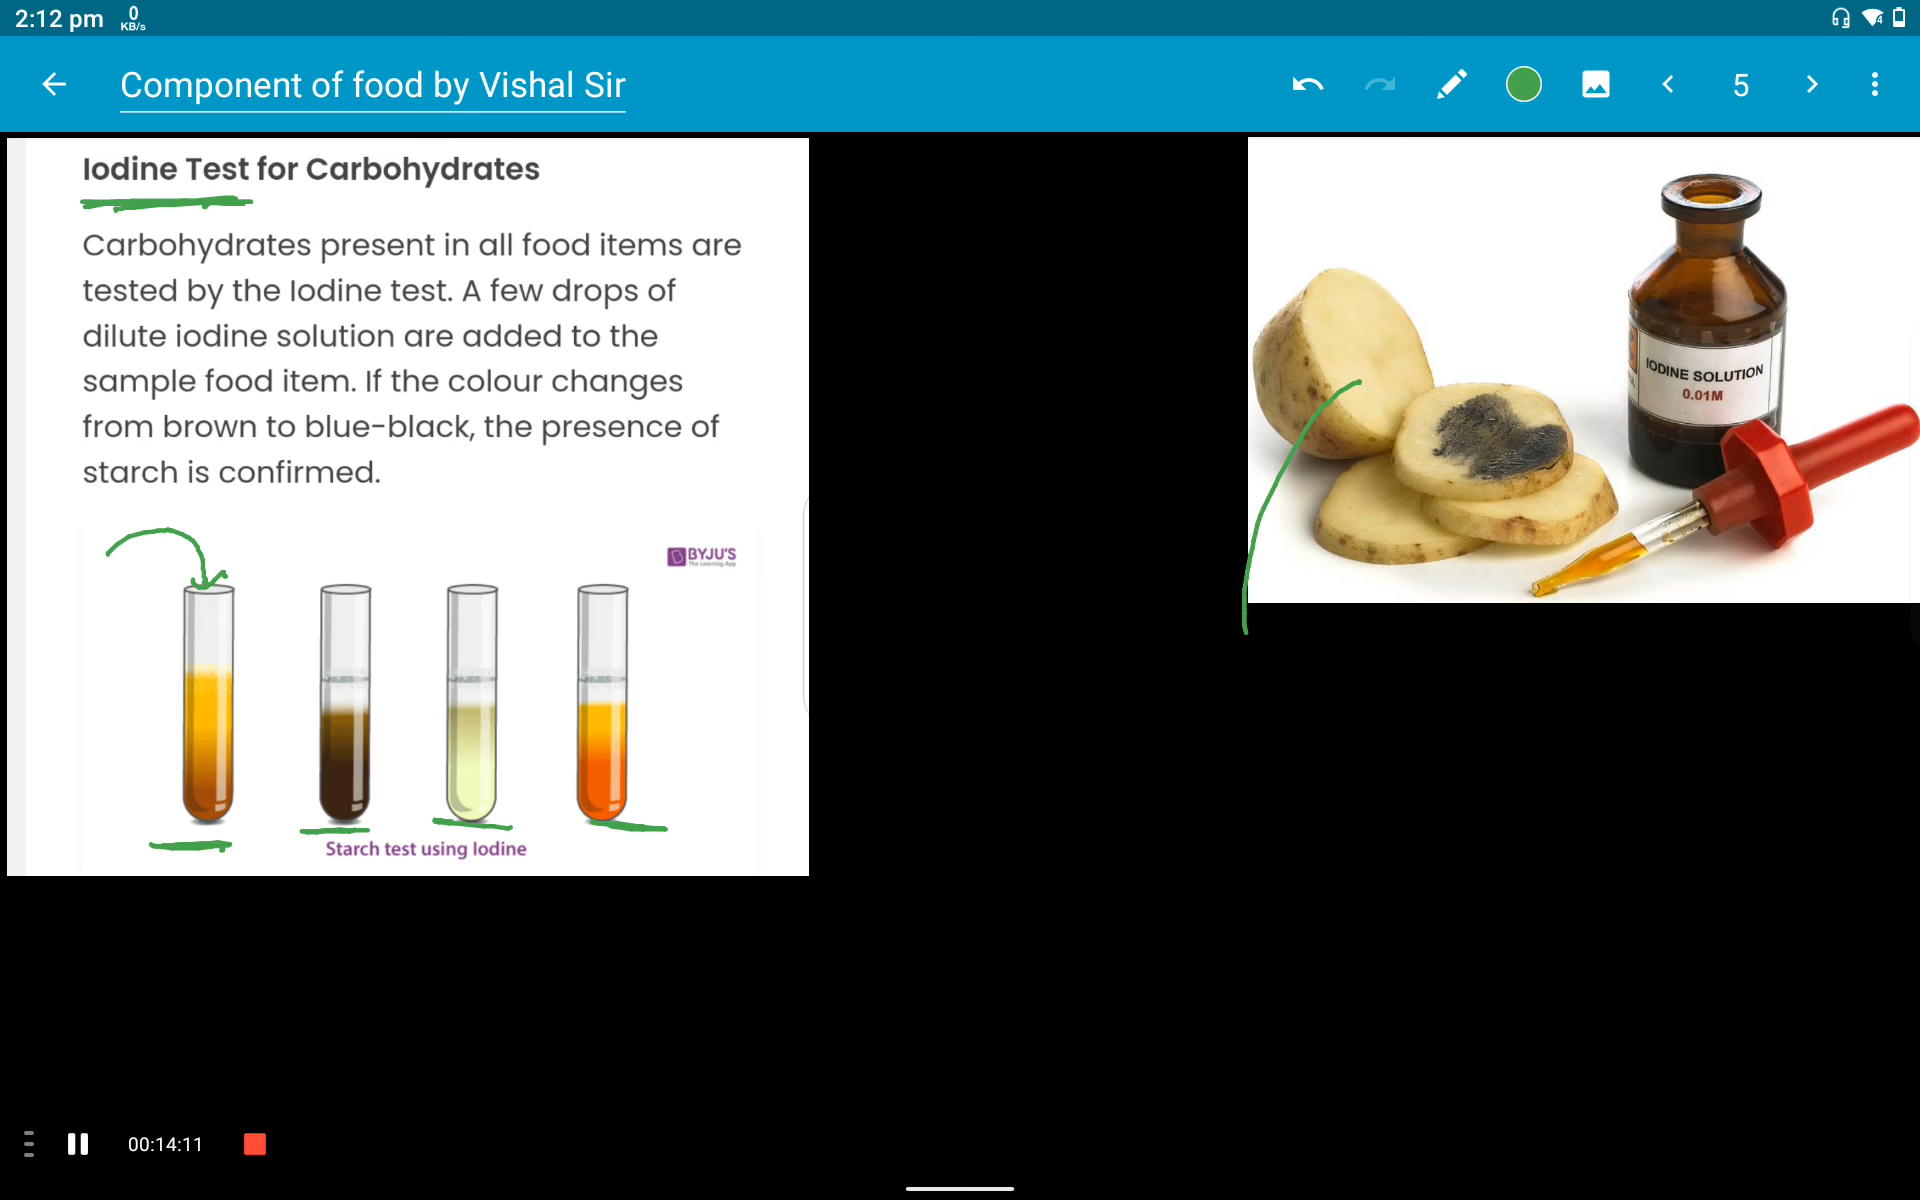 2:12 pm
0
KB/s
Component of food by Vishal Sir
5
Iodine Test for Carbohydrates
Carbohydrates present in all food items are
tested by the Iodine test. A few drops of
dilute iodine solution are added to the
sample food item. If the colour changes
from brown to blue-black, the presence of
starch is confirmed.
BYJU'S
The Learning App
Starch test using Iodine
IODINE SOLUTION
0.01M
00:14:11